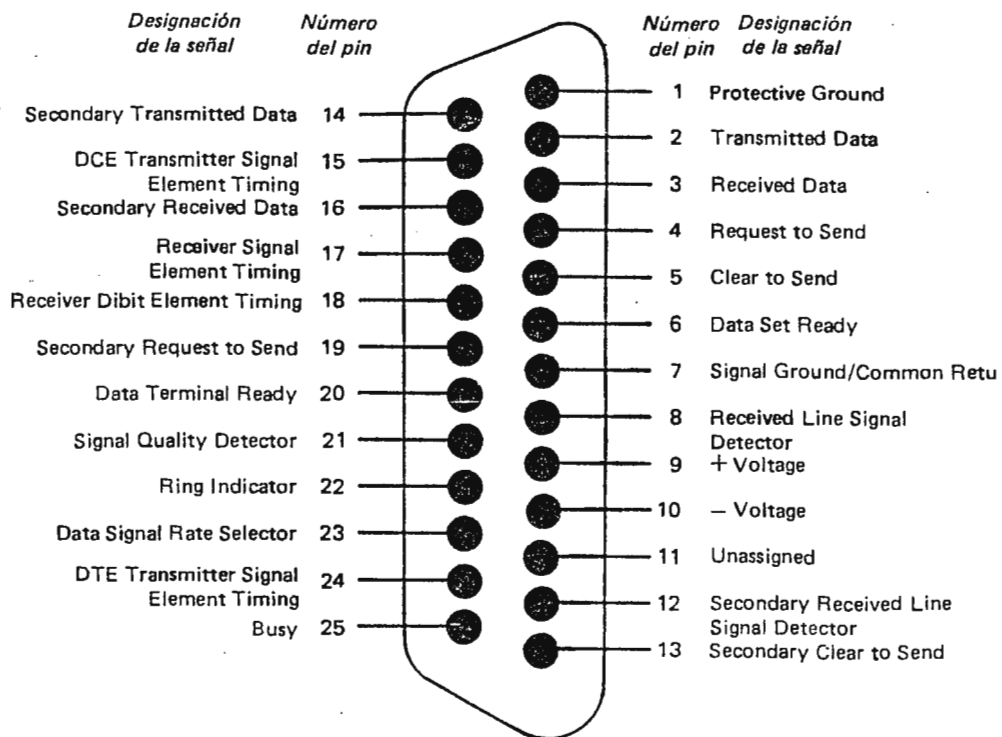 Designación
de la señal
Número
del pin
Secondary Transmitted Data 14
DCE Transmitter Signal 15
Element Timing
Secondary Received Data 16
Receiver Signal 17
Element Timing
Receiver Dibit Element Timing 18
Secondary Request to Send 19
Data Terminal Ready 20
Signal Quality Detector 21
Ring Indicator 22
Data Signal Rate Selector 23
DTE Transmitter Signal 24
Element Timing
Busy 25
Número
del pin
Designación
de la señal
1 Protective Ground
2 Transmitted Data
3 Received Data
4 Request to Send
5 Clear to Send
6 Data Set Ready
7 Signal Ground/Common Retu
8 Received Line Signal
Detector
9 + Voltage
10 − Voltage
11 Unassigned
12 Secondary Received Line
Signal Detector
13 Secondary Clear to Send